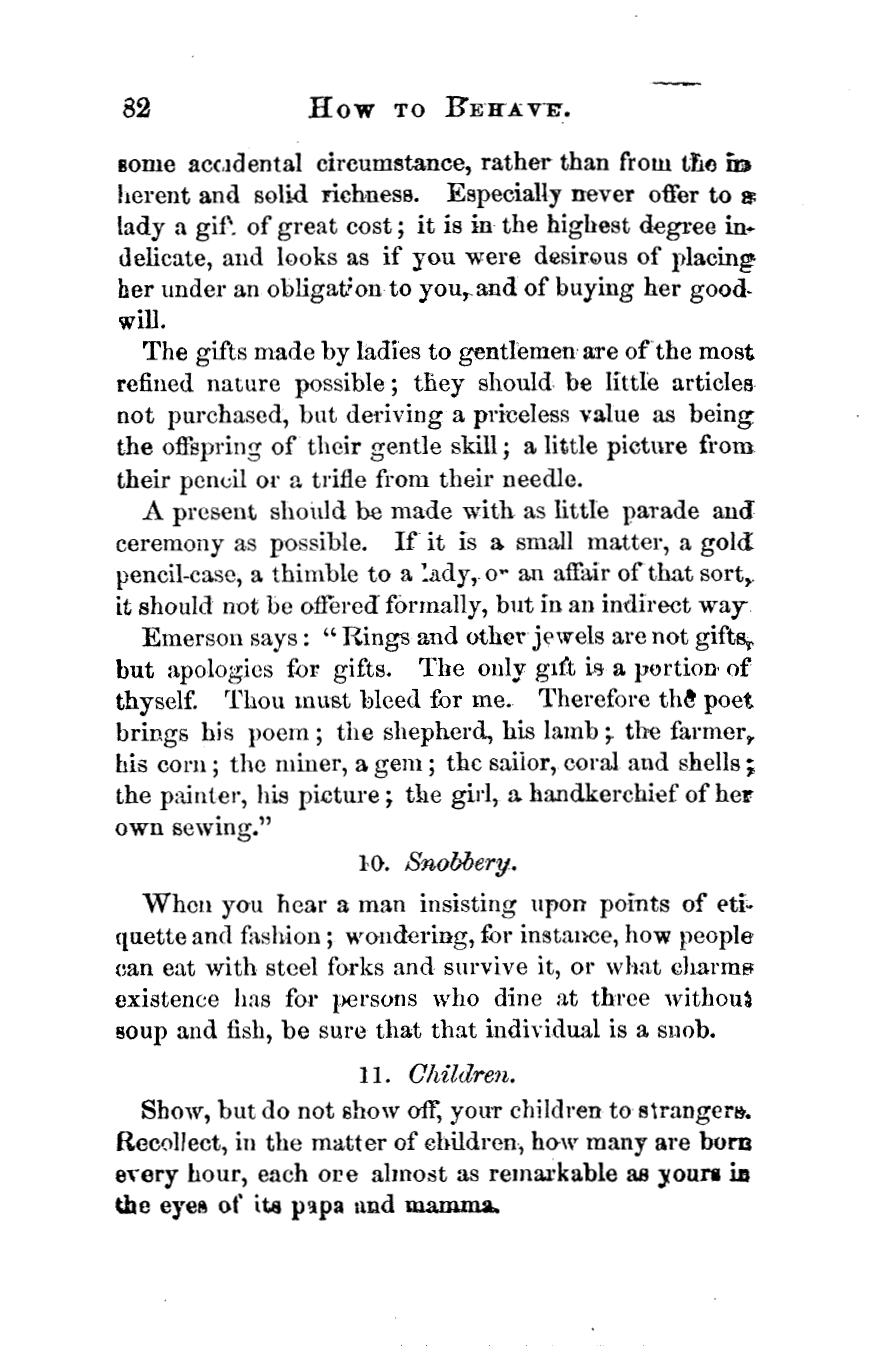 82 How to Behave.
some accidental circumstance, rather than from the in
herent and solid richness. Especially never offer to a
lady a gift of great cost; it is in the highest degree in-
delicate, and looks as if you were desirous of placing
her under an obligation to you, and of buying her good-
will.
The gifts made by ladies to gentlemen are of the most
refined nature possible; they should be little articles
not purchased, but deriving a priceless value as being
the offspring of their gentle skill; a little picture from
their pencil or a trifle from their needle.
A present should be made with as little parade and
ceremony as possible. If it is a small matter, a gold
pencil-case, a thimble to a lady, or an affair of that sort,
it should not be offered formally, but in an indirect way
Emerson says: “Rings and other jewels are not gifts,
but apologies for gifts. The only gift is a portion of
thyself. Thou must bleed for me. Therefore the poet
brings his poem; the shepherd, his lamb; the farmer,
his corn; the miner, a gem; the sailor, coral and shells;
the painter, his picture; the girl, a handkerchief of her
own sewing.”
10. Snobbery.
When you hear a man insisting upon points of eti-
quette and fashion; wondering, for instance, how people
can eat with steel forks and survive it, or what charms
existence has for persons who dine at three without
soup and fish, be sure that that individual is a snob.
11. Children.
Show, but do not show off, your children to strangers.
Recollect, in the matter of children, how many are born
every hour, each one almost as remarkable as yours in
the eyes of its papa and mamma.